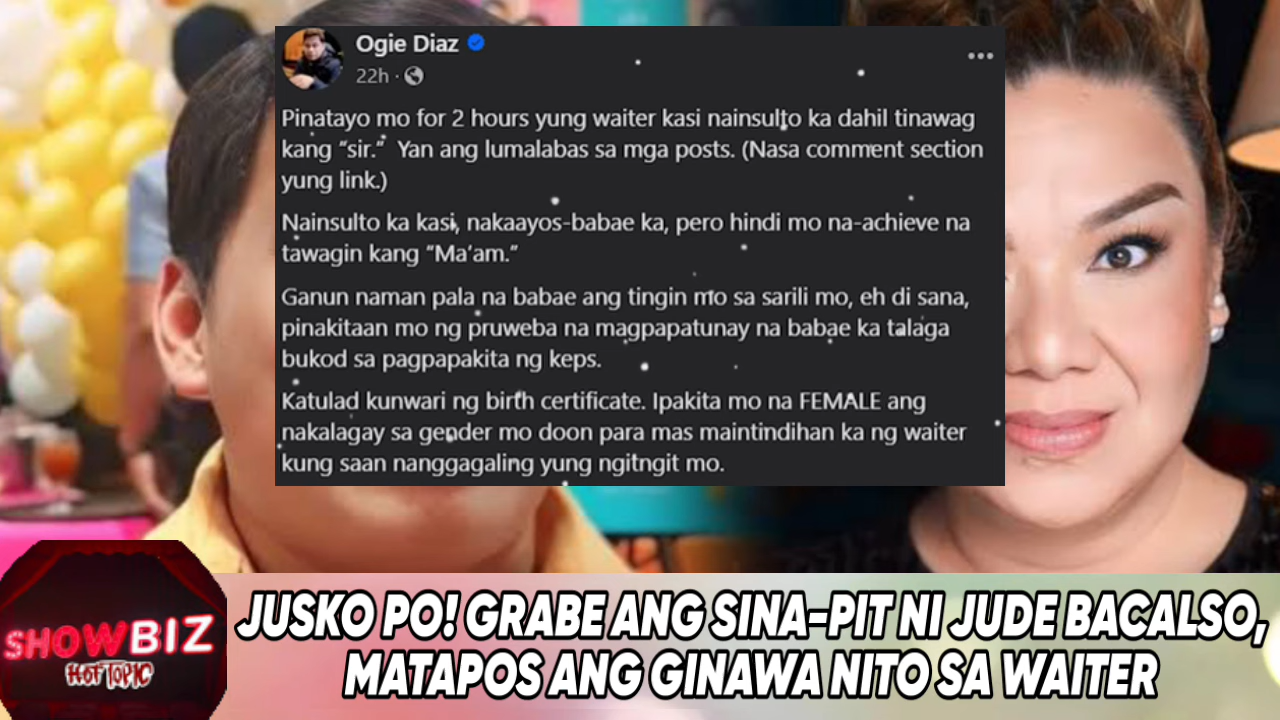 Ogie Diaz
22h
Pinatayo mo for 2 hours yung waiter kasi nainsulto ka dahil tinawag
kang “sir.” Yan ang lumalabas sa mga posts. (Nasa comment section
yung link.)
Nainsulto ka kasi, nakaayos-babae ka, pero hindi mo na-achieve na
tawagin kang “Ma’am.”
Ganun naman pala na babae ang tingin mo sa sarili mo, eh di sana,
pinakitaan mo ng pruweba na magpapatunay na babae ka talaga
bukod sa pagpapakita ng keps.
Katulad kunwari ng birth certificate. Ipakita mo na FEMALE ang
nakalagay sa gender mo doon para mas maintindihan ka ng waiter
kung saan nanggagaling yung ngitngit mo.
SHOWBIZ
HOT TOPIC
JUSKO PO! GRABE ANG SINA-PIT NI JUDE BACALSO,
MATAPOS ANG GINAWA NITO SA WAITER